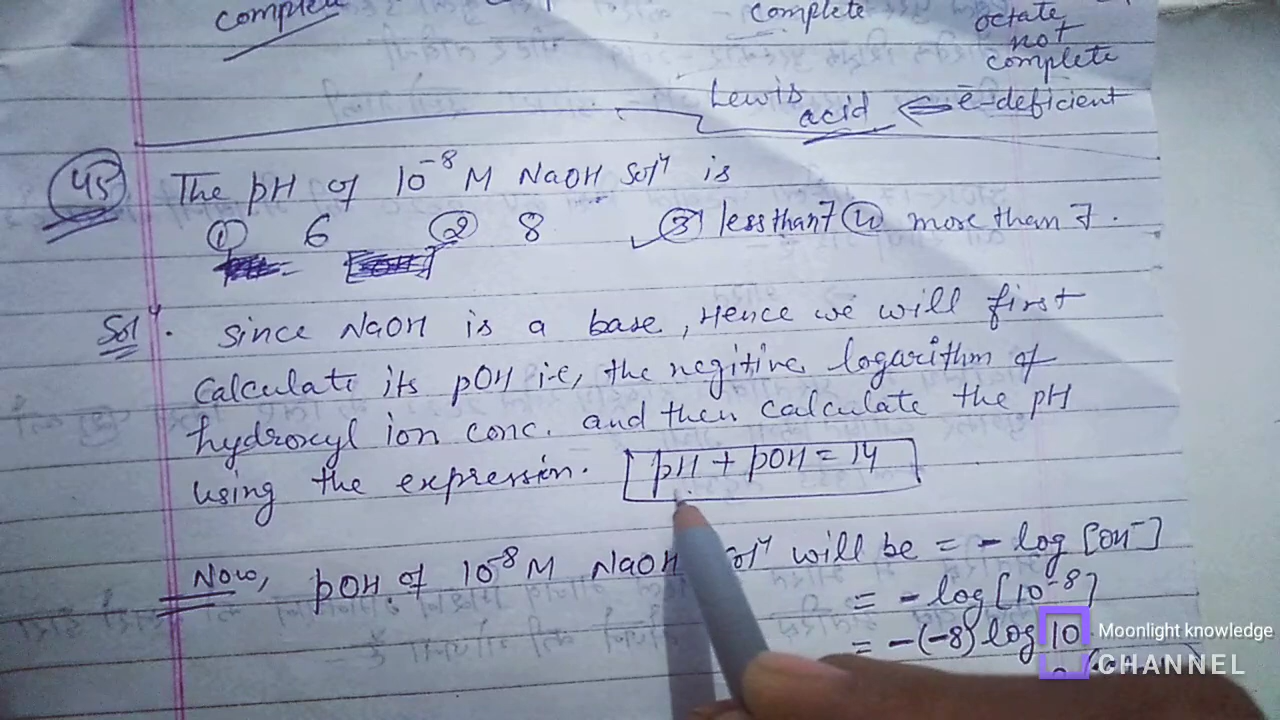 complete
complete
octate
not
complete
Lewis acid ⇐ e̅-deficient
45 The pH of 10⁻⁸ M NaOH Solⁿ is
① 6 ② 8 ✓③ less than 7 ④ more than 7.
Solⁿ. Since NaOH is a base, Hence we will first
Calculate its pOH i.e, the negitive logarithm of
hydroxyl ion conc. and then calculate the pH
using the expression. pH + pOH = 14
Now, pOH of 10⁻⁸ M NaOH solⁿ will be = - log [OH⁻]
= - log [10⁻⁸]
= -(-8) log 10
Moonlight knowledge
CHANNEL